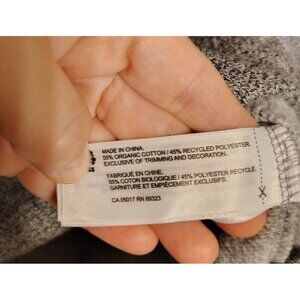 MADE IN CHINA.
55% ORGANIC COTTON / 45% RECYCLED POLYESTER.
EXCLUSIVE OF TRIMMING AND DECORATION.
FABRIQUÉ EN CHINE.
55% COTON BIOLOGIQUE / 45% POLYESTER RECYCLÉ.
GARNITURE ET EMPIÈCEMENT EXCLUSIFS.
CA 05017 RN 89323